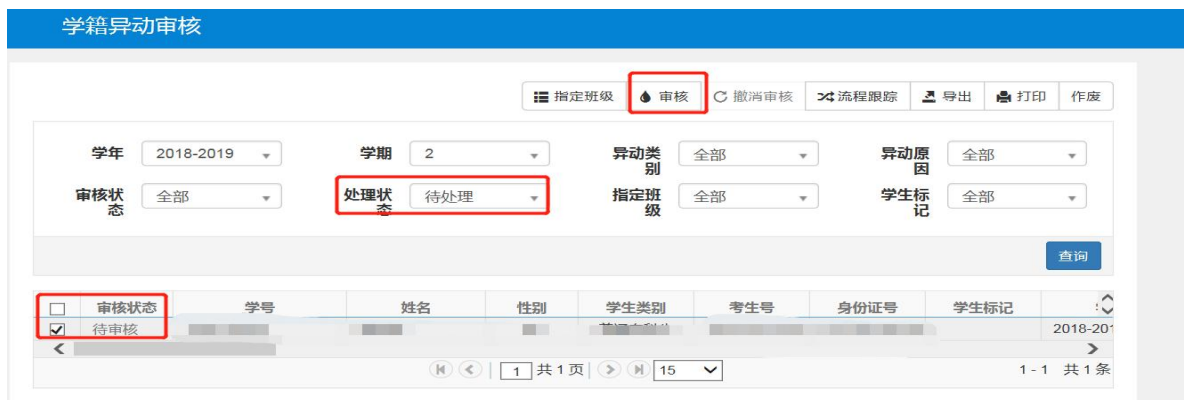 学籍异动审核
指定班级 审核 撤消审核 流程跟踪 导出 打印 作废
学年 2018-2019 学期 2 异动类别 全部 异动原因 全部
审核状态 全部 处理状态 待处理 指定班级 全部 学生标记 全部
查询
审核状态 学号 姓名 性别 学生类别 考生号 身份证号 学生标记
待审核 2018-201
1 共1页 15 1 - 1 共1条